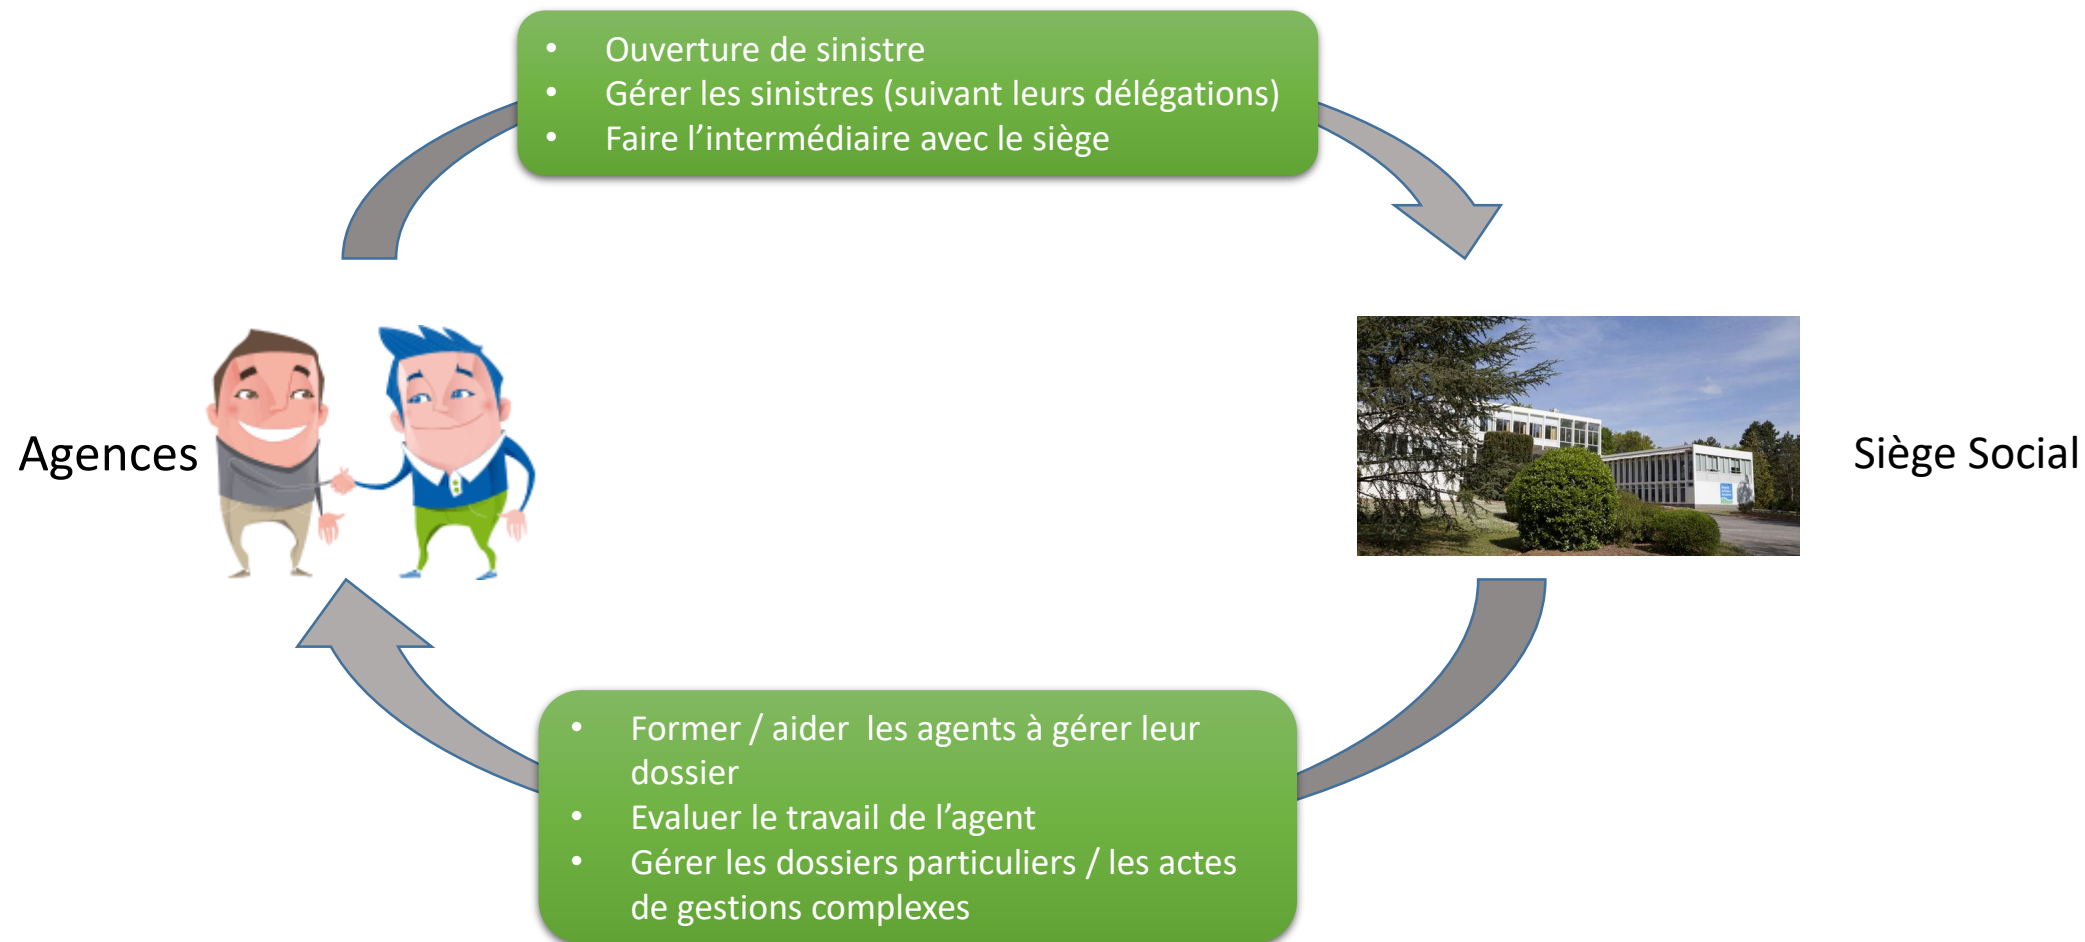 • Ouverture de sinistre
• Gérer les sinistres (suivant leurs délégations)
• Faire l’intermédiaire avec le siège
Agences
Siège Social
• Former / aider  les agents à gérer leur
dossier
• Evaluer le travail de l’agent
• Gérer les dossiers particuliers / les actes
de gestions complexes